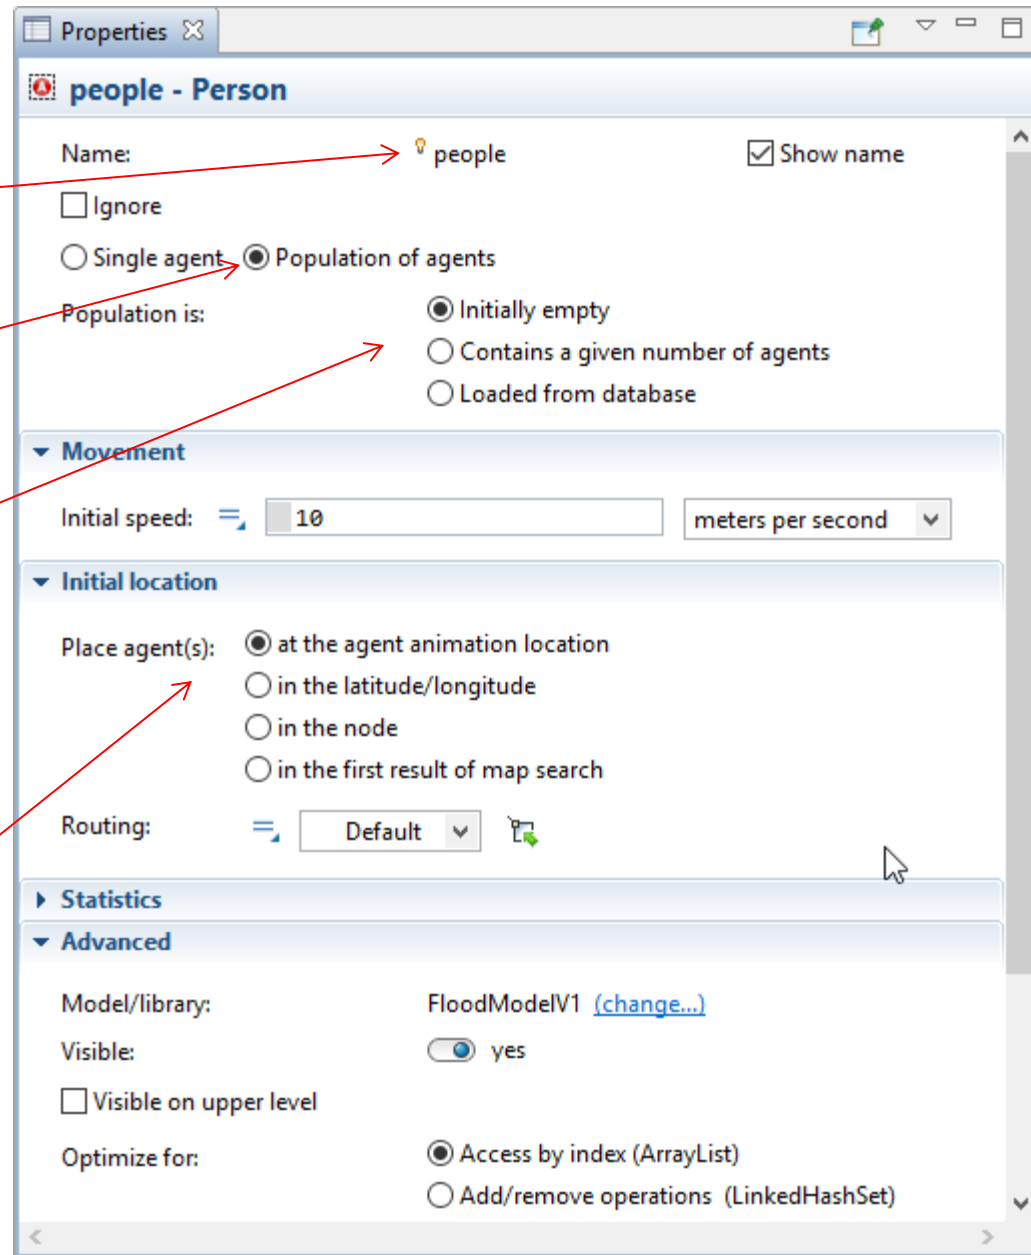 Properties
people - Person
Name: people Show name
Ignore
Single agent Population of agents
Population is: Initially empty
Contains a given number of agents
Loaded from database
Movement
Initial speed: 10 meters per second
Initial location
Place agent(s): at the agent animation location
in the latitude/longitude
in the node
in the first result of map search
Routing: Default
Statistics
Advanced
Model/library: FloodModelV1 (change...)
Visible: yes
Visible on upper level
Optimize for: Access by index (ArrayList)
Add/remove operations (LinkedHashSet)